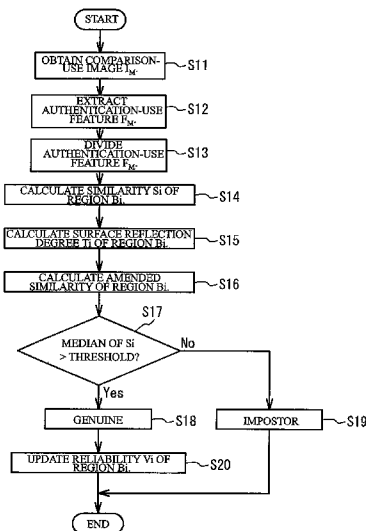 START
OBTAIN COMPARISON-
USE IMAGE IM.
S11
EXTRACT
AUTHENTICATION-USE
FEATURE FM.
S12
DIVIDE
AUTHENTICATION-USE
FEATURE FM.
S13
CALCULATE SIMILARITY Si OF
REGION Bi.
S14
CALCULATE SURFACE REFLECTION
DEGREE Ti OF REGION Bi.
S15
CALCULATE AMENDED
SIMILARITY OF REGION Bi.
S16
S17
MEDIAN OF Si
> THRESHOLD?
No
Yes
GENUINE
S18
IMPOSTOR
S19
UPDATE RELIABILITY Vi OF
REGION Bi.
S20
END